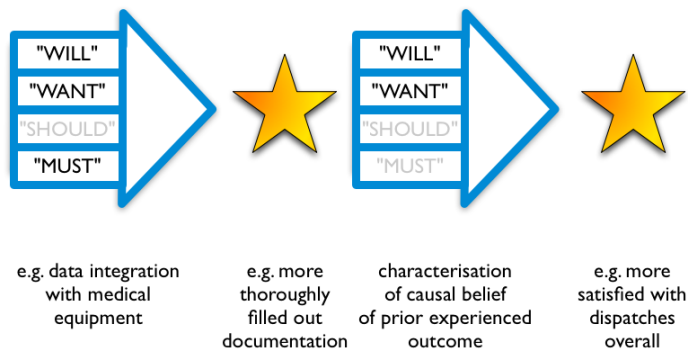 "WILL"
"WANT"
"SHOULD"
"MUST"
"WILL"
"WANT"
"SHOULD"
"MUST"
e.g. data integration
with medical
equipment
e.g. more
thoroughly
filled out
documentation
characterisation
of causal belief
of prior experienced
outcome
e.g. more
satisfied with
dispatches
overall